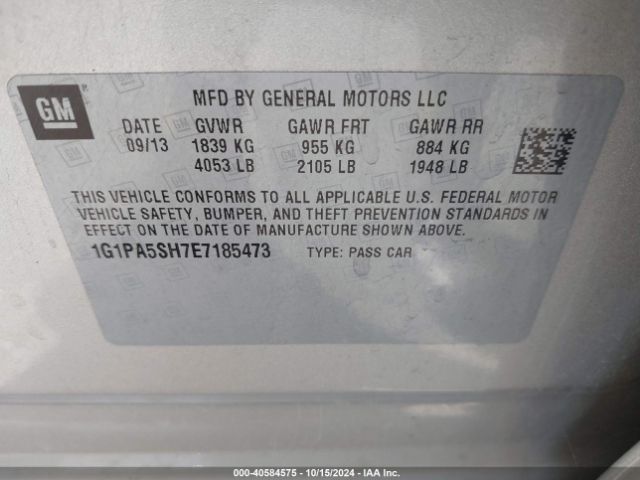 GM
®
MFD BY GENERAL MOTORS LLC
DATE GVWR GAWR FRT GAWR RR
09/13 1839 KG 955 KG 884 KG
4053 LB 2105 LB 1948 LB
THIS VEHICLE CONFORMS TO ALL APPLICABLE U.S. FEDERAL MOTOR
VEHICLE SAFETY, BUMPER, AND THEFT PREVENTION STANDARDS IN
EFFECT ON THE DATE OF MANUFACTURE SHOWN ABOVE.
1G1PA5SH7E7185473 TYPE: PASS CAR
000-40584575 - 10/15/2024 - IAA Inc.